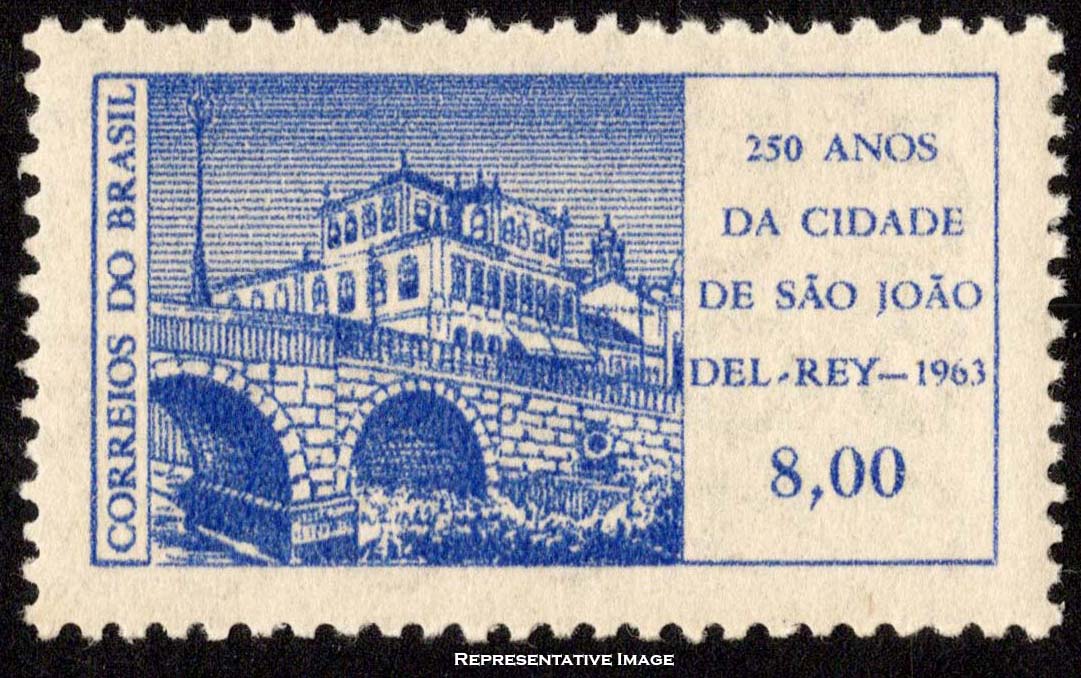 CORREIOS DO BRASIL
250 ANOS
DA CIDADE
DE SÃO JOÃO
DEL-REY—1963
8,00
REPRESENTATIVE IMAGE